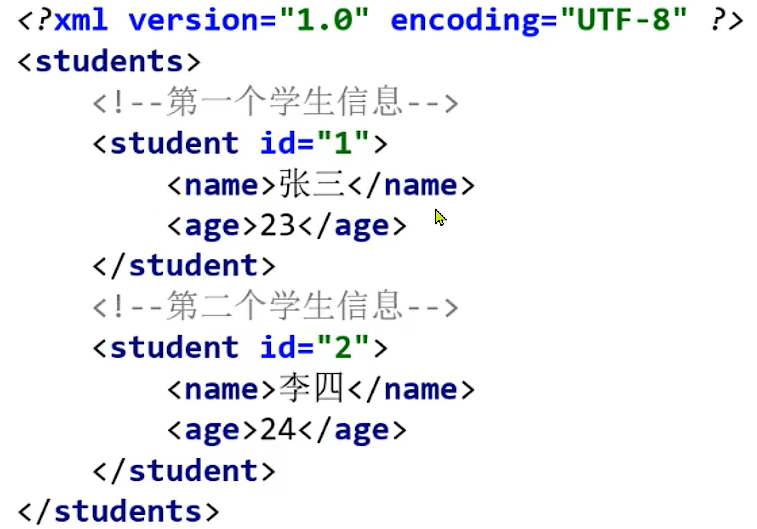 <?xml version="1.0" encoding="UTF-8" ?>
<students>
    <!--第一个学生信息-->
    <student id="1">
        <name>张三</name>
        <age>23</age>
    </student>
    <!--第二个学生信息-->
    <student id="2">
        <name>李四</name>
        <age>24</age>
    </student>
</students>